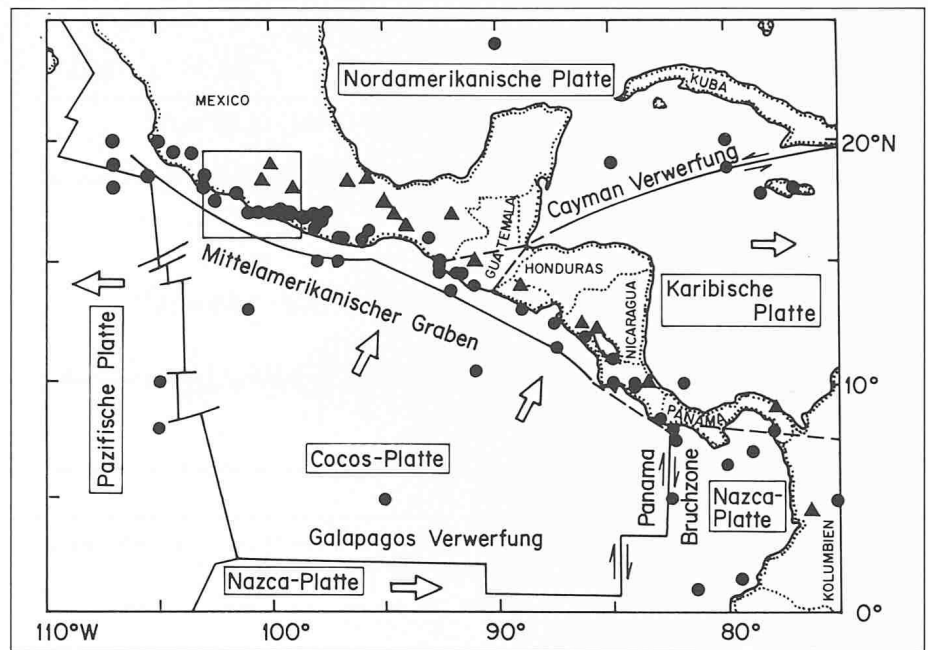 Nordamerikanische Platte
MEXICO
KUBA
20°N
Cayman Verwerfung
GUATEMALA
HONDURAS
Karibische
Platte
NICARAGUA
Mittelamerikanischer Graben
Pazifische Platte
10°
PANAMA
Cocos-Platte
Panama
Bruchzone
Nazca-
Platte
Galapagos Verwerfung
KOLUMBIEN
Nazca-Platte
0°
110°W
100°
90°
80°